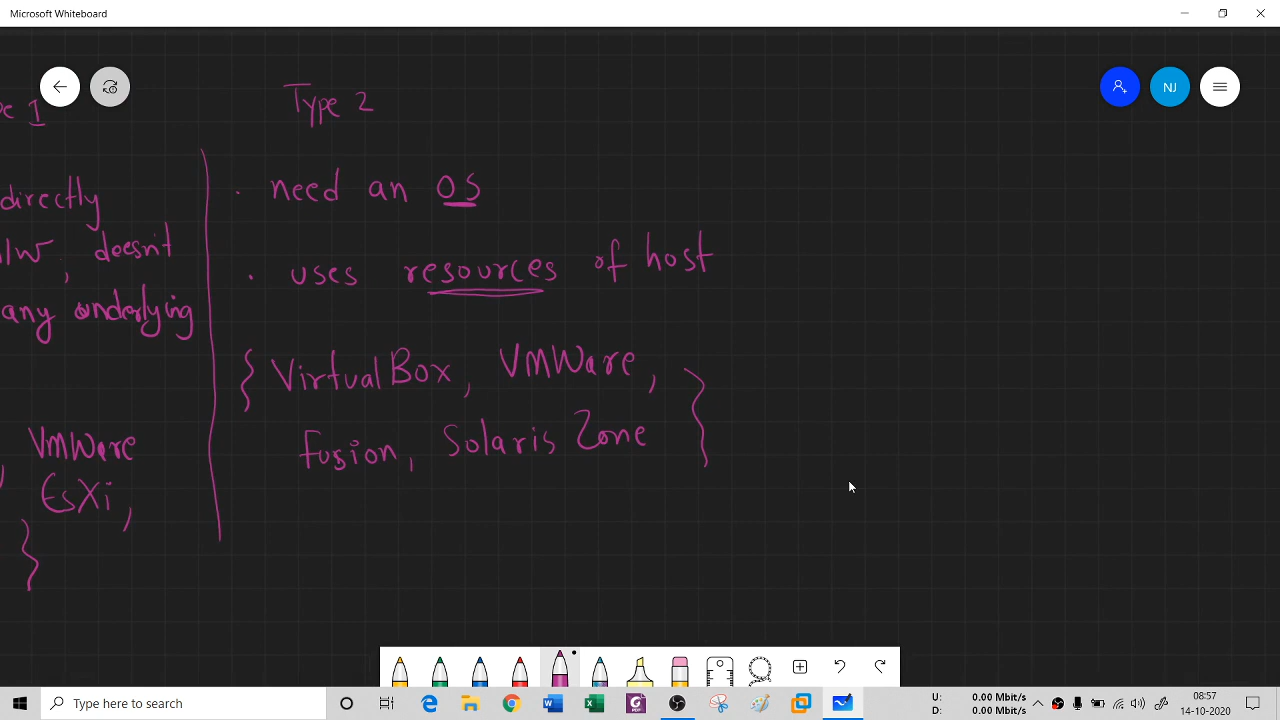 Microsoft Whiteboard
NJ
Type 2
I
directly
/W, doesn't
any underlying
VMWare
EsXi,
}
· need an OS
· uses resources of host
{ VirtualBox, VMWare,
Fusion, Solaris Zone }
Type here to search
U: 0.00 Mbit/s
D: 0.00 Mbit/s
08:57
14-10-2020